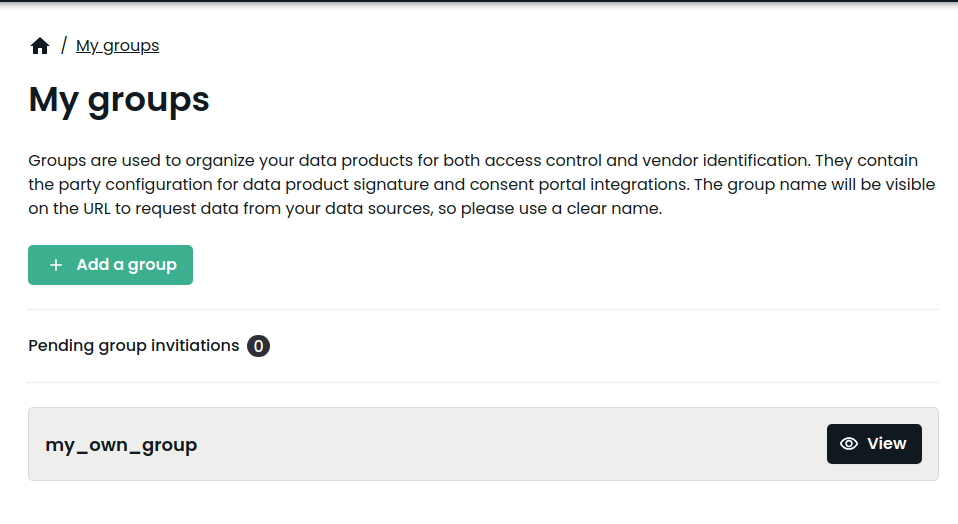 / My groups
My groups
Groups are used to organize your data products for both access control and vendor identification. They contain
the party configuration for data product signature and consent portal integrations. The group name will be visible
on the URL to request data from your data sources, so please use a clear name.
+ Add a group
Pending group invitiations 0
my_own_group View